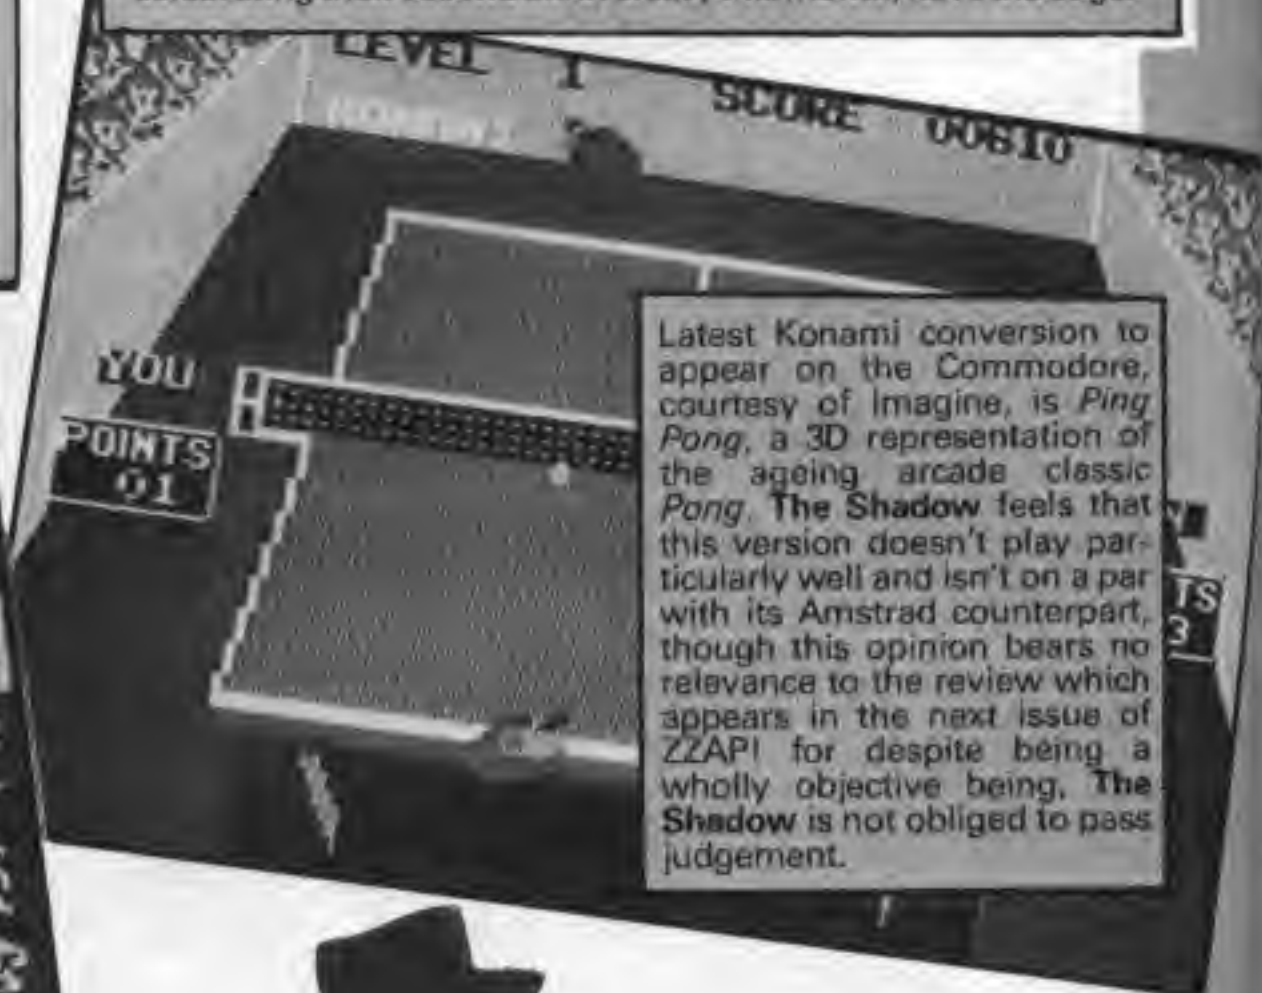 LEVEL 1 SCORE 00610
KONAMI
YOU
POINTS
01
TS
3
Latest Konami conversion to
appear on the Commodore,
courtesy of Imagine, is Ping
Pong, a 3D representation of
the ageing arcade classic
Pong. The Shadow feels that
this version doesn't play par-
ticularly well and isn't on a par
with its Amstrad counterpart,
though this opinion bears no
relevance to the review which
appears in the next issue of
ZZAP! for despite being a
wholly objective being, The
Shadow is not obliged to pass
judgement.